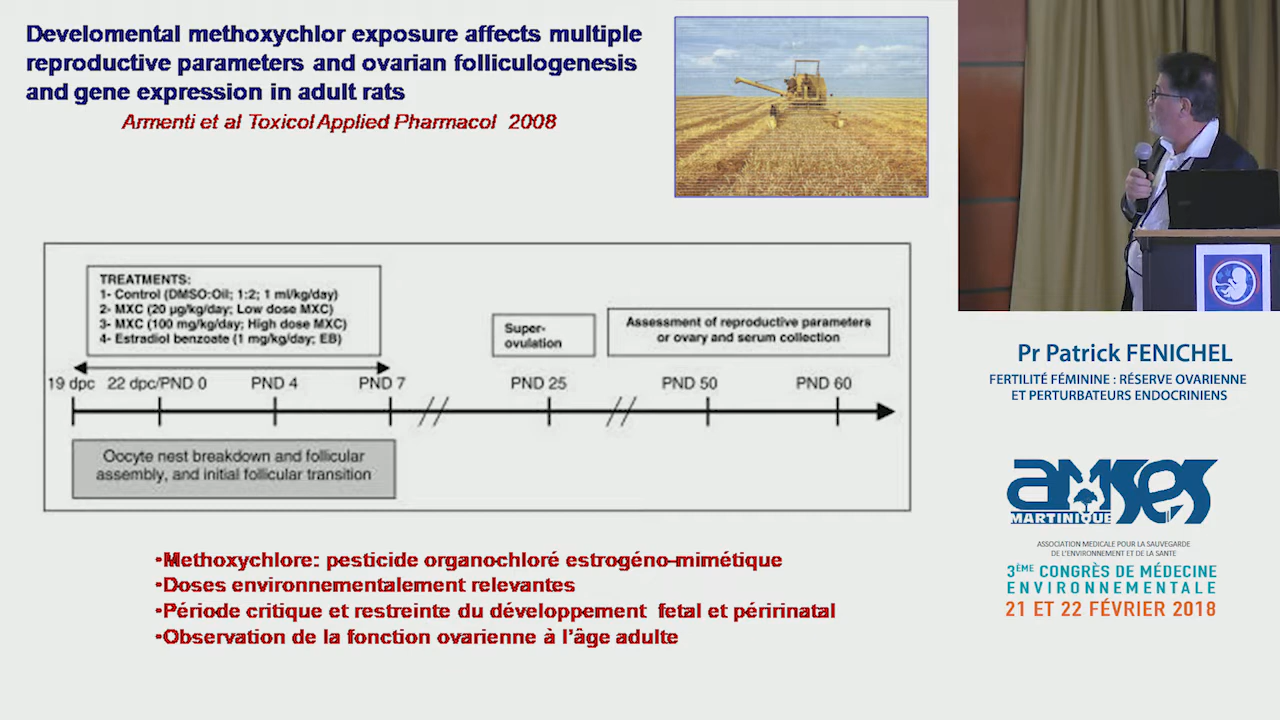 Develomental methoxychlor exposure affects multiple
reproductive parameters and ovarian folliculogenesis
and gene expression in adult rats
Armenti et al Toxicol Applied Pharmacol 2008
TREATMENTS:
1- Control (DMSO:Oil; 1:2; 1 ml/kg/day)
2- MXC (20 µg/kg/day; Low dose MXC)
3- MXC (100 mg/kg/day; High dose MXC)
4- Estradiol benzoate (1 mg/kg/day; EB)
Super-
ovulation
Assessment of reproductive parameters
or ovary and serum collection
19 dpc 22 dpc/PND 0 PND 4 PND 7 PND 25 PND 50 PND 60
Oocyte nest breakdown and follicular
assembly, and initial follicular transition
•Methoxychlore: pesticide organochloré estrogéno-mimétique
•Doses environnementalement relevantes
•Période critique et restreinte du développement fetal et péririnatal
•Observation de la fonction ovarienne à l'âge adulte
Pr Patrick FENICHEL
FERTILITÉ FÉMININE : RÉSERVE OVARIENNE
ET PERTURBATEURS ENDOCRINIENS
amses
MARTINIQUE
ASSOCIATION MEDICALE POUR LA SAUVEGARDE
DE L'ENVIRONNEMENT ET DE LA SANTE
3ÈME CONGRÈS DE MÉDECINE
ENVIRONNEMENTALE
21 ET 22 FÉVRIER 2018